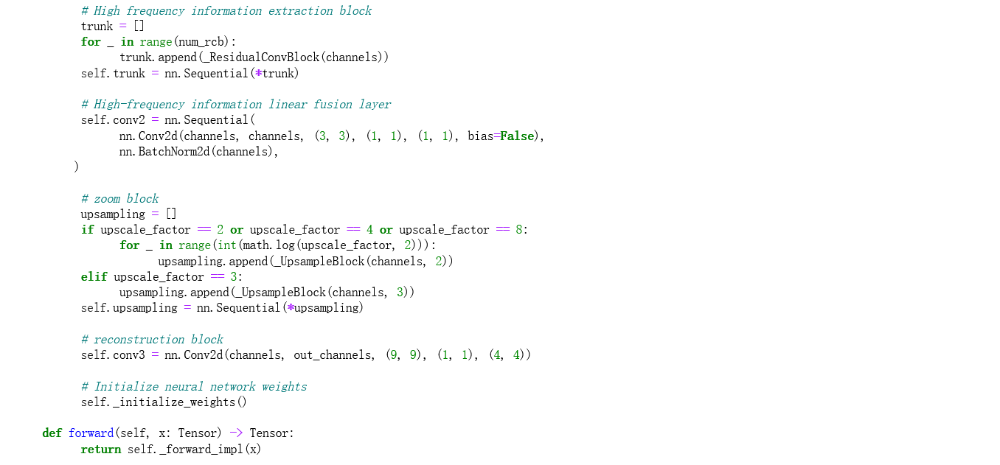 # High frequency information extraction block
trunk = []
for _ in range(num_rcb):
trunk.append(_ResidualConvBlock(channels))
self.trunk = nn.Sequential(*trunk)
# High-frequency information linear fusion layer
self.conv2 = nn.Sequential(
nn.Conv2d(channels, channels, (3, 3), (1, 1), (1, 1), bias=False),
nn.BatchNorm2d(channels),
)
# zoom block
upsampling = []
if upscale_factor == 2 or upscale_factor == 4 or upscale_factor == 8:
for _ in range(int(math.log(upscale_factor, 2))):
upsampling.append(_UpsampleBlock(channels, 2))
elif upscale_factor == 3:
upsampling.append(_UpsampleBlock(channels, 3))
self.upsampling = nn.Sequential(*upsampling)
# reconstruction block
self.conv3 = nn.Conv2d(channels, out_channels, (9, 9), (1, 1), (4, 4))
# Initialize neural network weights
self._initialize_weights()
def forward(self, x: Tensor) -> Tensor:
return self._forward_impl(x)